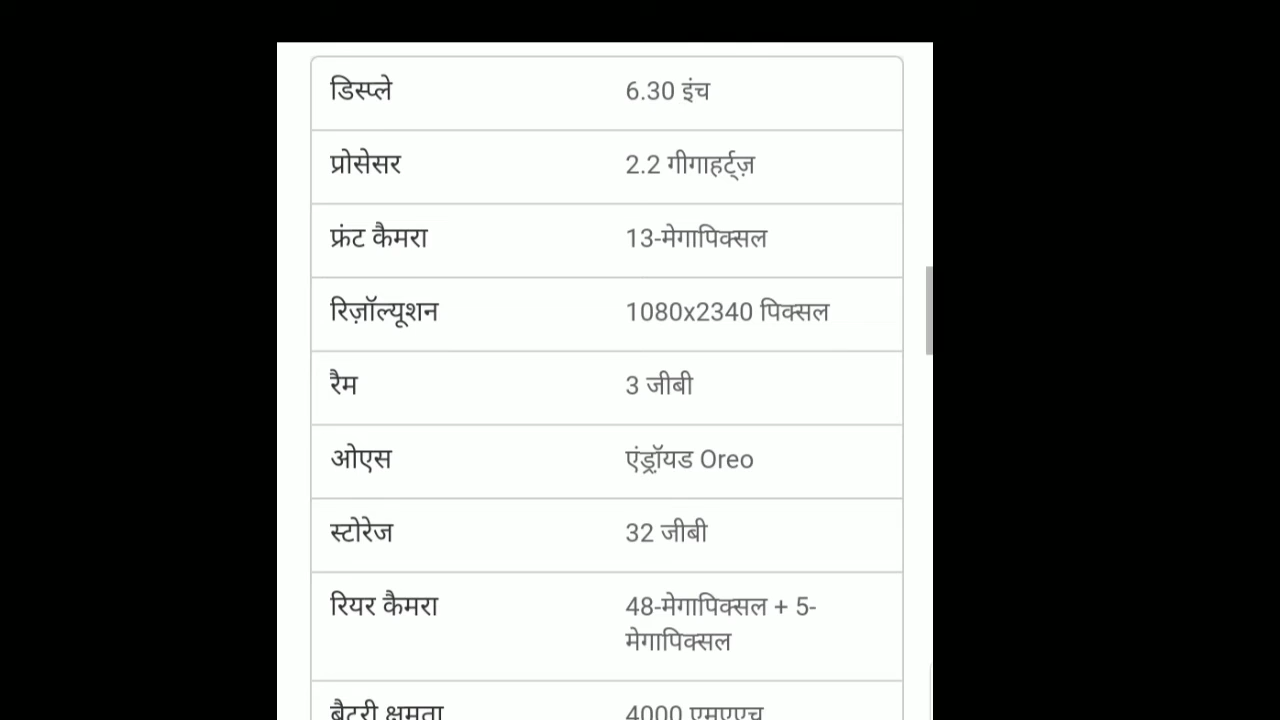 डिस्प्ले 6.30 इंच
प्रोसेसर 2.2 गीगाहर्ट्ज़
फ्रंट कैमरा 13-मेगापिक्सल
रिज़ॉल्यूशन 1080x2340 पिक्सल
रैम 3 जीबी
ओएस एंड्रॉयड Oreo
स्टोरेज 32 जीबी
रियर कैमरा 48-मेगापिक्सल + 5-
मेगापिक्सल
बैटरी क्षमता 4000 एमएएच